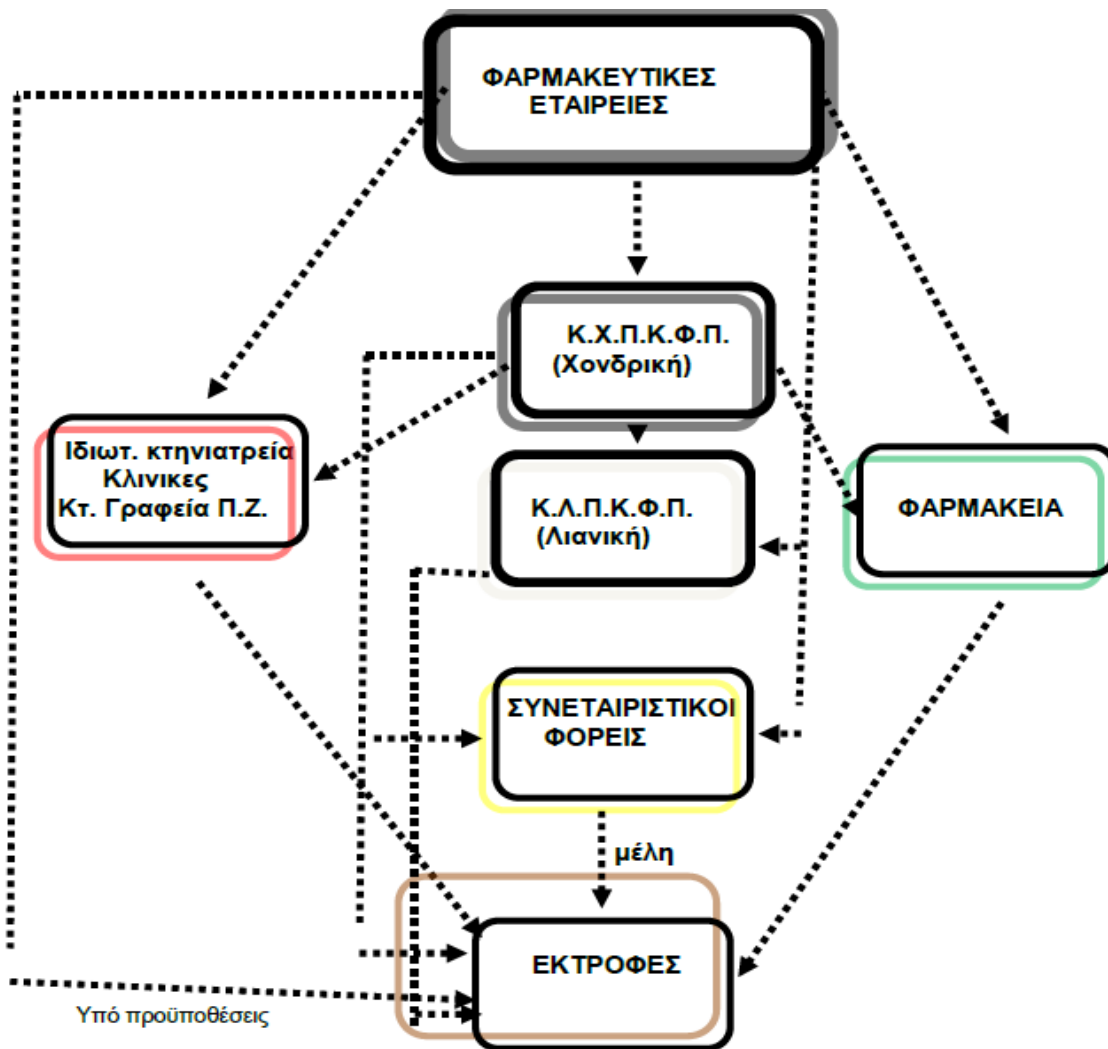 ΦΑΡΜΑΚΕΥΤΙΚΕΣ
ΕΤΑΙΡΕΙΕΣ
Κ.Χ.Π.Κ.Φ.Π.
(Χονδρική)
Ιδιωτ. κτηνιατρεία
Κλινικες
Κτ. Γραφεία Π.Ζ.
Κ.Λ.Π.Κ.Φ.Π.
(Λιανική)
ΦΑΡΜΑΚΕΙΑ
ΣΥΝΕΤΑΙΡΙΣΤΙΚΟΙ
ΦΟΡΕΙΣ
μέλη
ΕΚΤΡΟΦΕΣ
Υπό προϋποθέσεις